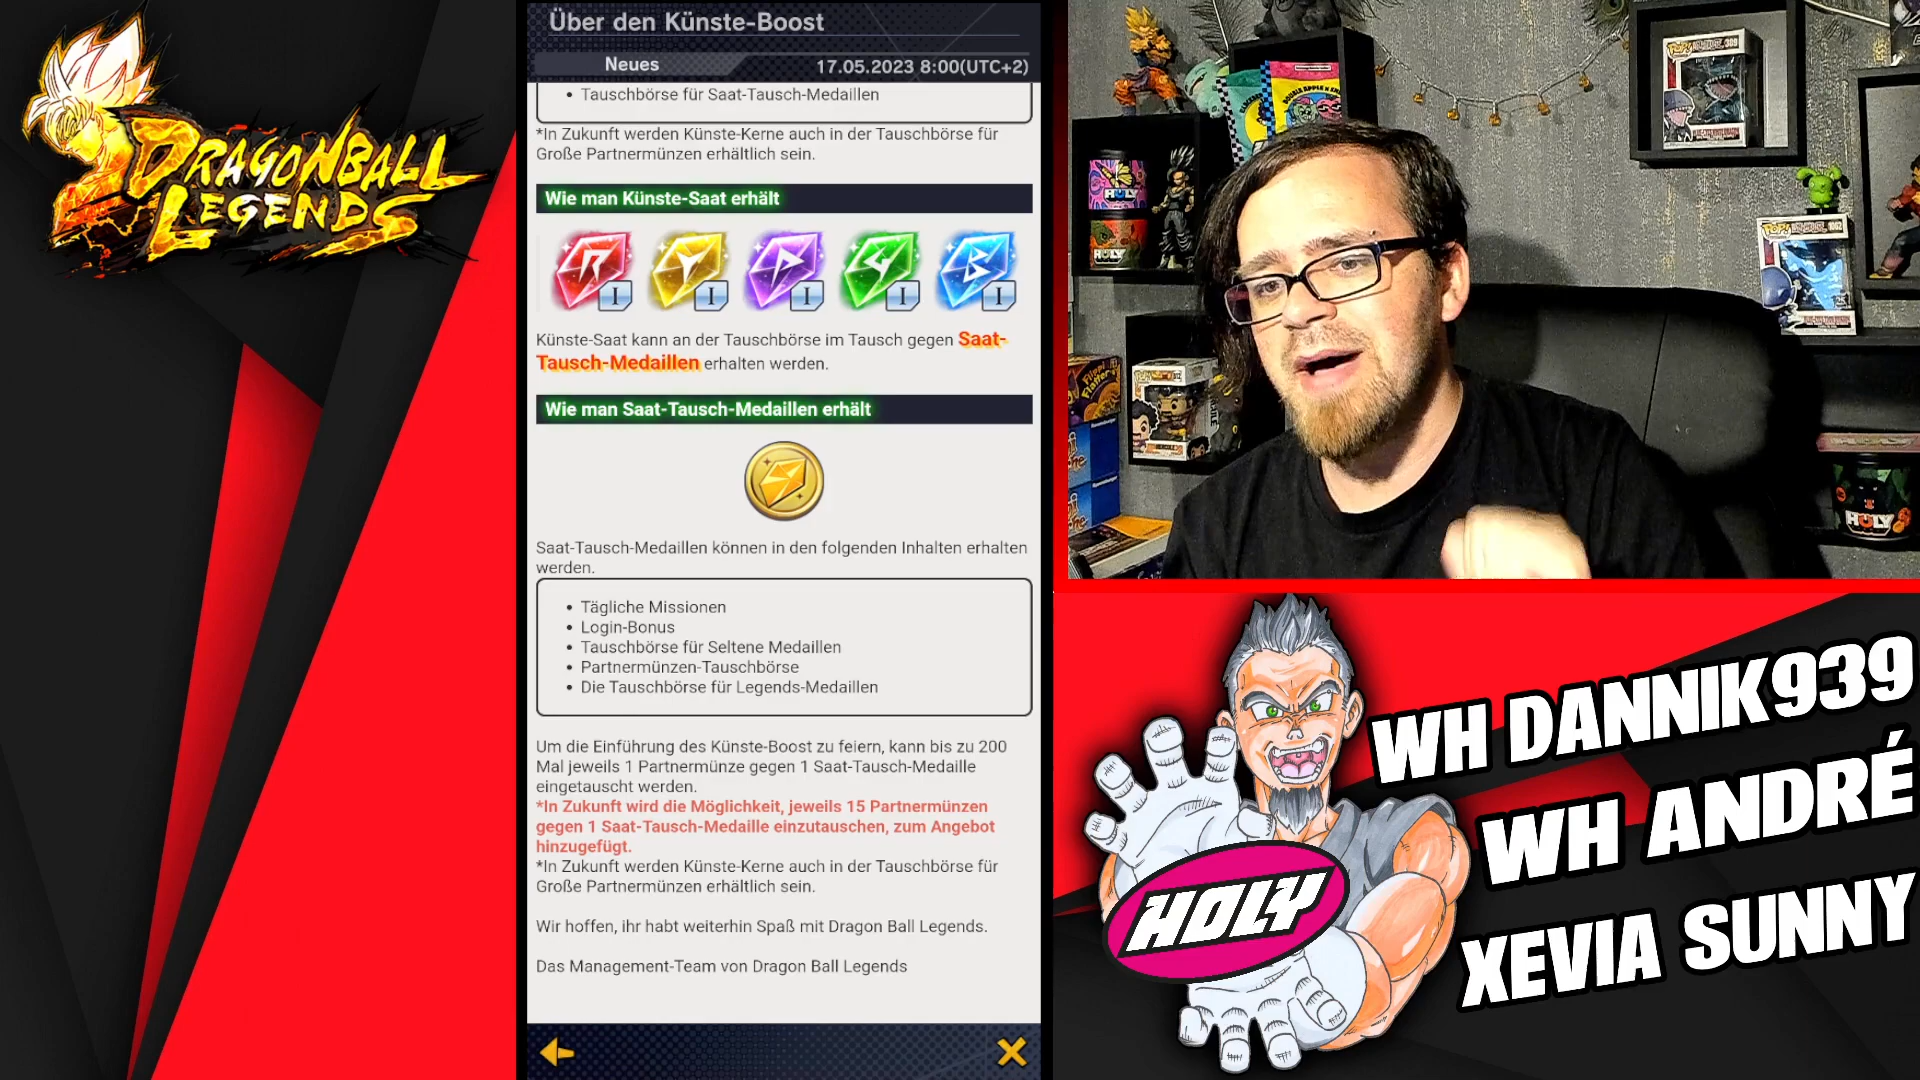 DRAGONBALL
LEGENDS
Über den Künste-Boost
Neues
17.05.2023 8:00(UTC+2)
• Tauschbörse für Saat-Tausch-Medaillen
*In Zukunft werden Künste-Kerne auch in der Tauschbörse für
Große Partnermünzen erhältlich sein.
Wie man Künste-Saat erhält
I I I I I
Künste-Saat kann an der Tauschbörse im Tausch gegen Saat-
Tausch-Medaillen erhalten werden.
Wie man Saat-Tausch-Medaillen erhält
Saat-Tausch-Medaillen können in den folgenden Inhalten erhalten
werden.
• Tägliche Missionen
• Login-Bonus
• Tauschbörse für Seltene Medaillen
• Partnermünzen-Tauschbörse
• Die Tauschbörse für Legends-Medaillen
Um die Einführung des Künste-Boost zu feiern, kann bis zu 200
Mal jeweils 1 Partnermünze gegen 1 Saat-Tausch-Medaille
eingetauscht werden.
*In Zukunft wird die Möglichkeit, jeweils 15 Partnermünzen
gegen 1 Saat-Tausch-Medaille einzutauschen, zum Angebot
hinzugefügt.
*In Zukunft werden Künste-Kerne auch in der Tauschbörse für
Große Partnermünzen erhältlich sein.
Wir hoffen, ihr habt weiterhin Spaß mit Dragon Ball Legends.
Das Management-Team von Dragon Ball Legends
HOLY
HOLY
POP!
POP!
HOLY
HOLY
WH DANNIK939
WH ANDRÉ
XEVIA SUNNY